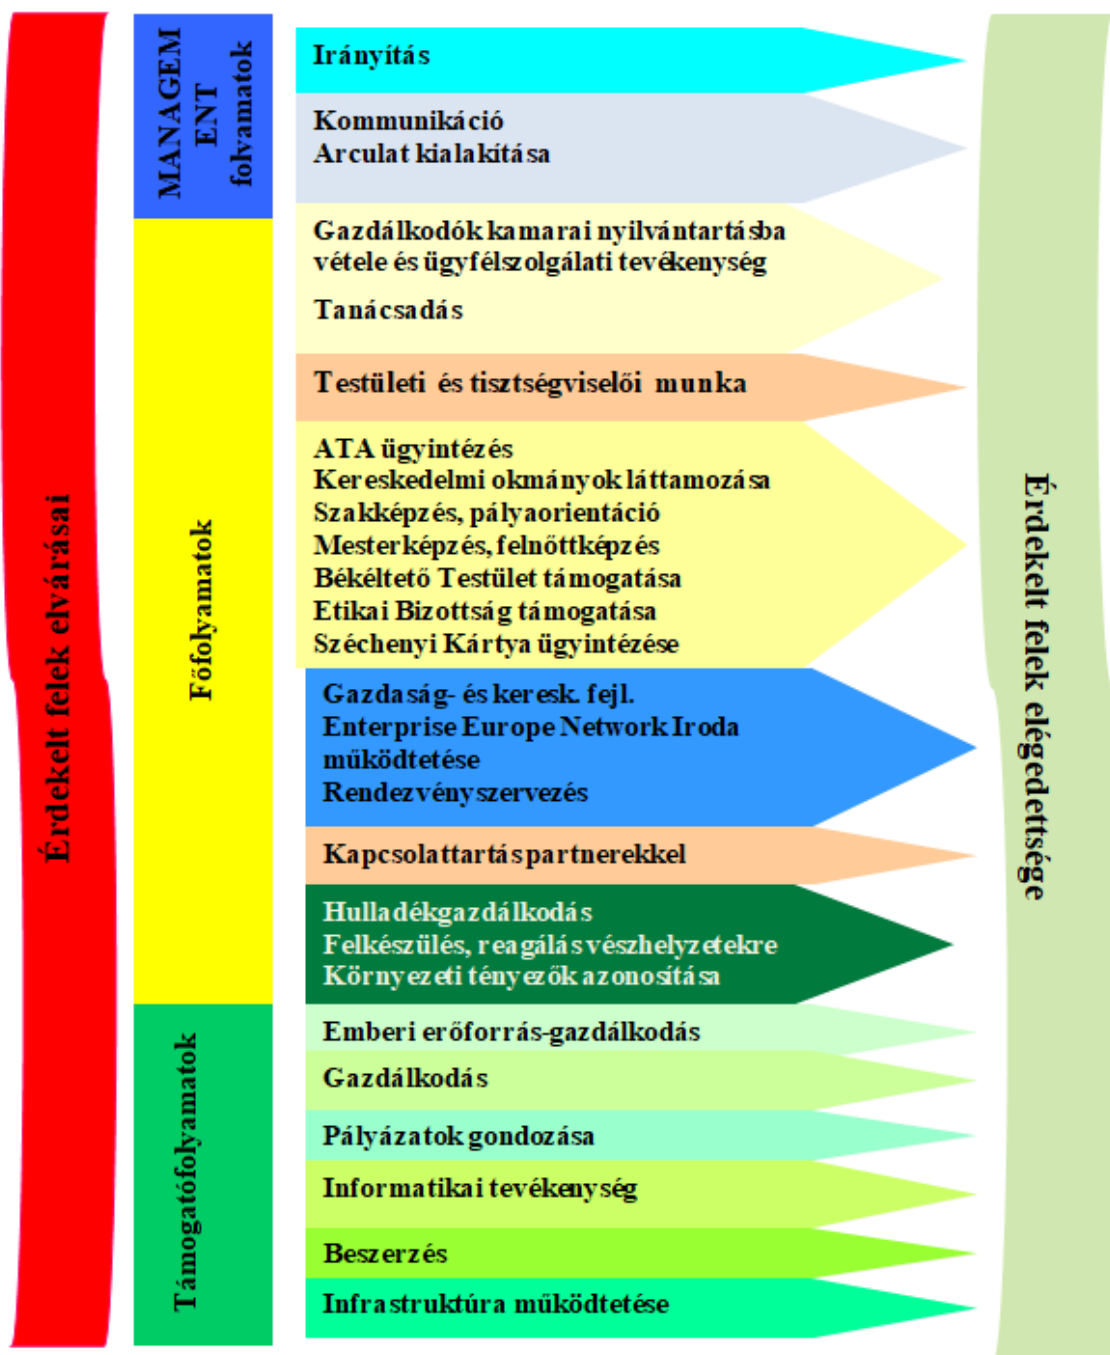 Érdekelt felek elvárásai
MANAGEM
ENT
folyamatok
Irányítás
Kommunikáció
Arculat kialakítása
Főfolyamatok
Gazdálkodók kamarai nyilvántartásba
vétele és ügyfélszolgálati tevékenység
Tanácsadás
Testületi és tisztségviselői munka
ATA ügyintézés
Kereskedelmi okmányok láttamozása
Szakképzés, pályaorientáció
Mesterképzés, felnőttképzés
Békéltető Testület támogatása
Etikai Bizottság támogatása
Széchenyi Kártya ügyintézése
Gazdaság- és keresk. fejl.
Enterprise Europe Network Iroda
működtetése
Rendezvényszervezés
Kapcsolattartás partnerekkel
Hulladékgazdálkodás
Felkészülés, reagálás vészhelyzetekre
Környezeti tényezők azonosítása
Támogatófolyamatok
Emberi erőforrás-gazdálkodás
Gazdálkodás
Pályázatok gondozása
Informatikai tevékenység
Beszerzés
Infrastruktúra működtetése
Érdekelt felek elégedettsége